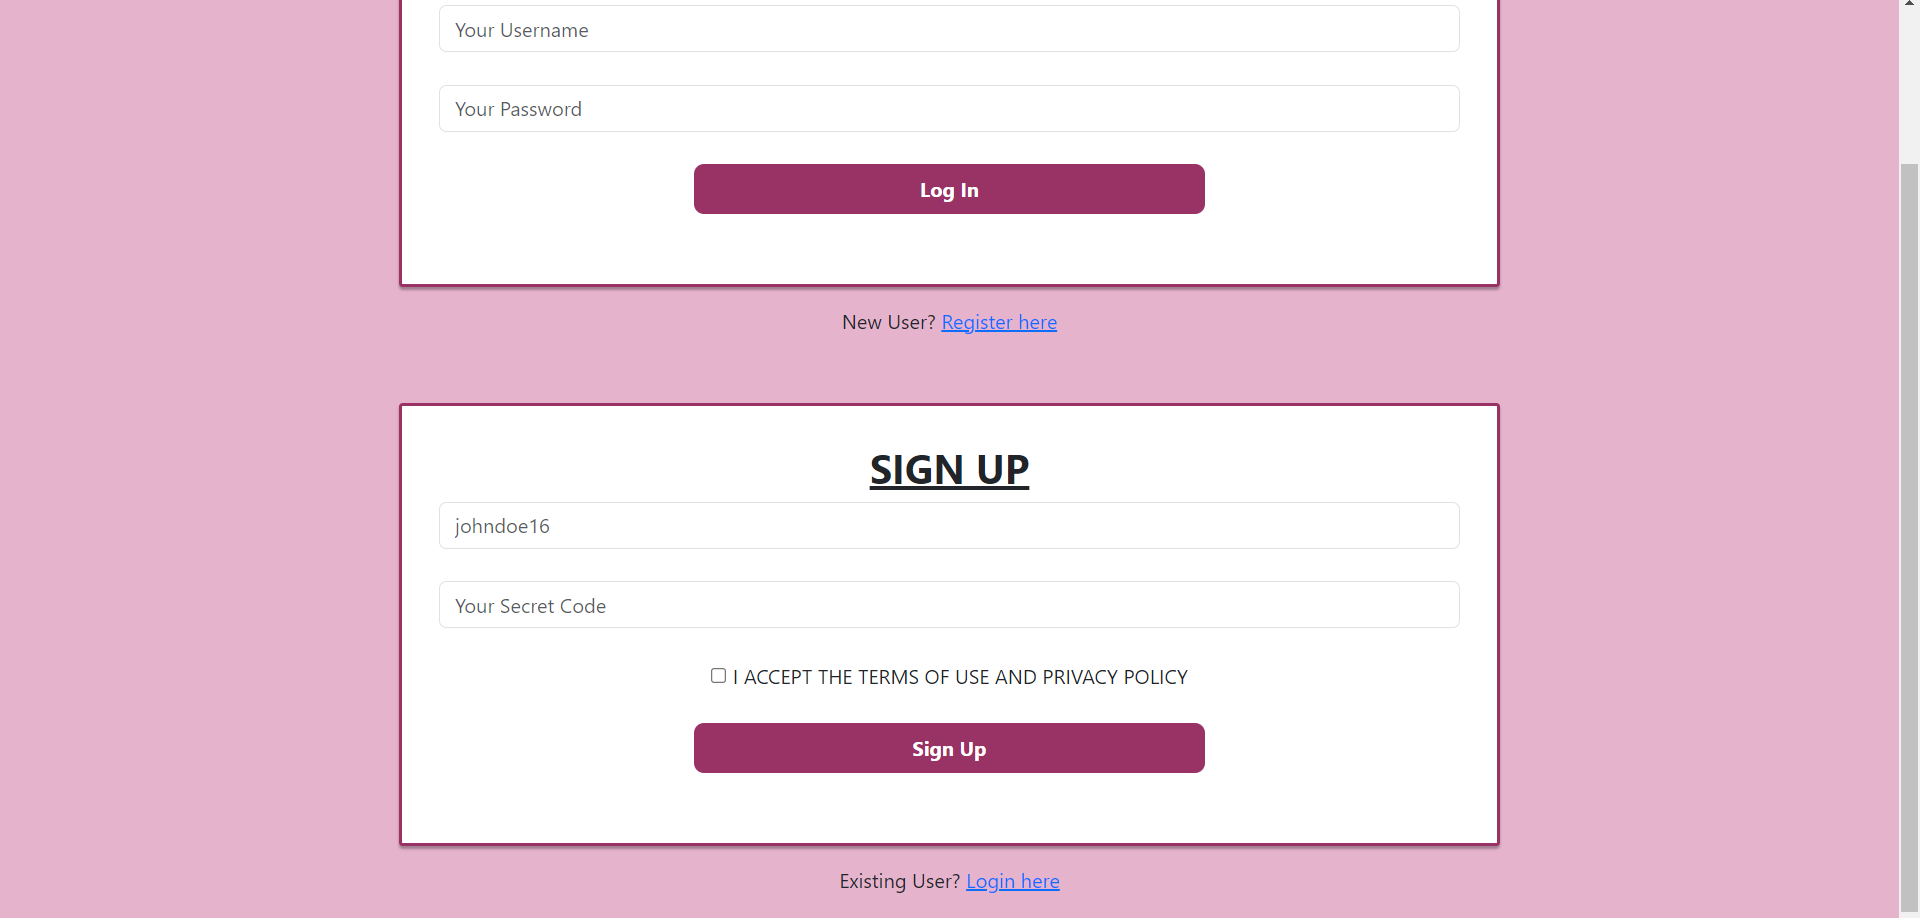 Your Username
Your Password
Log In
New User? Register here
SIGN UP
johndoe16
Your Secret Code
I ACCEPT THE TERMS OF USE AND PRIVACY POLICY
Sign Up
Existing User? Login here